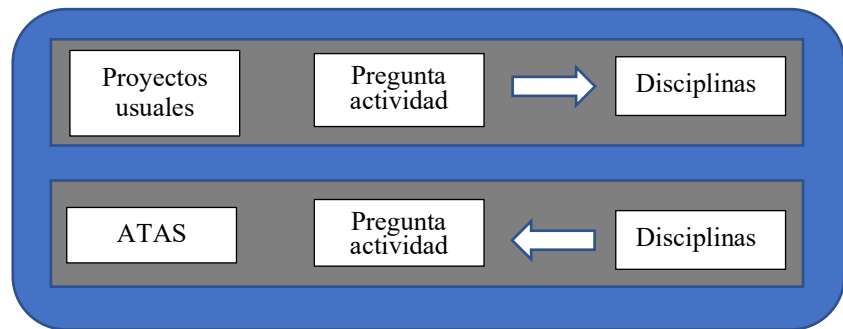 Proyectos
usuales
Pregunta
actividad
Disciplinas
ATAS
Pregunta
actividad
Disciplinas